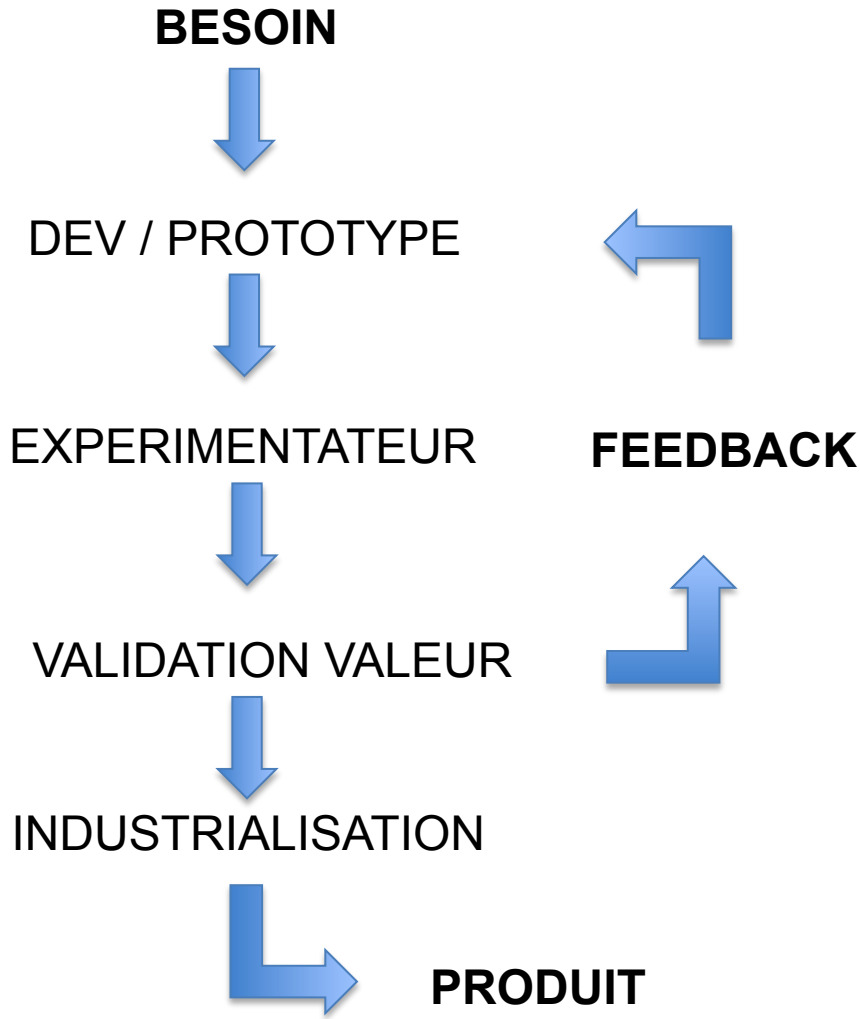 BESOIN
DEV / PROTOTYPE
EXPERIMENTATEUR
FEEDBACK
VALIDATION VALEUR
INDUSTRIALISATION
PRODUIT